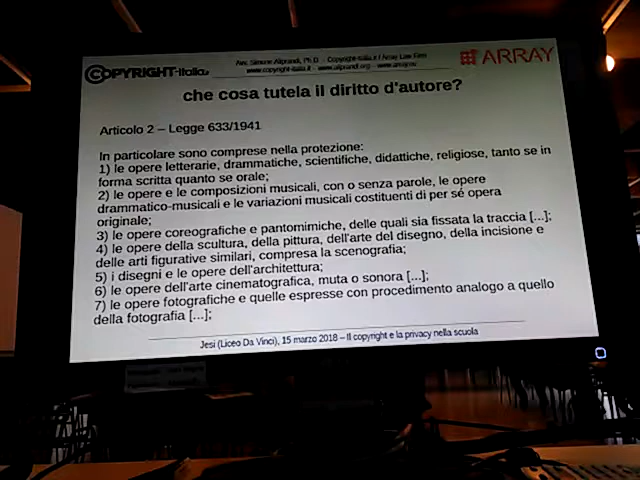 COPYRIGHT-Italia.it
Avv. Simone Aliprandi, Ph.D. - Copyright-Italia.it / Array Law Firm
www.copyright-italia.it - www.aliprandi.org - www.array.eu
ARRAY
che cosa tutela il diritto d'autore?
Articolo 2 – Legge 633/1941
In particolare sono comprese nella protezione:
1) le opere letterarie, drammatiche, scientifiche, didattiche, religiose, tanto se in
forma scritta quanto se orale;
2) le opere e le composizioni musicali, con o senza parole, le opere
drammatico-musicali e le variazioni musicali costituenti di per sé opera
originale;
3) le opere coreografiche e pantomimiche, delle quali sia fissata la traccia [...];
4) le opere della scultura, della pittura, dell'arte del disegno, della incisione e
delle arti figurative similari, compresa la scenografia;
5) i disegni e le opere dell'architettura;
6) le opere dell'arte cinematografica, muta o sonora [...];
7) le opere fotografiche e quelle espresse con procedimento analogo a quello
della fotografia [...];
Jesi (Liceo Da Vinci), 15 marzo 2018 – Il copyright e la privacy nella scuola